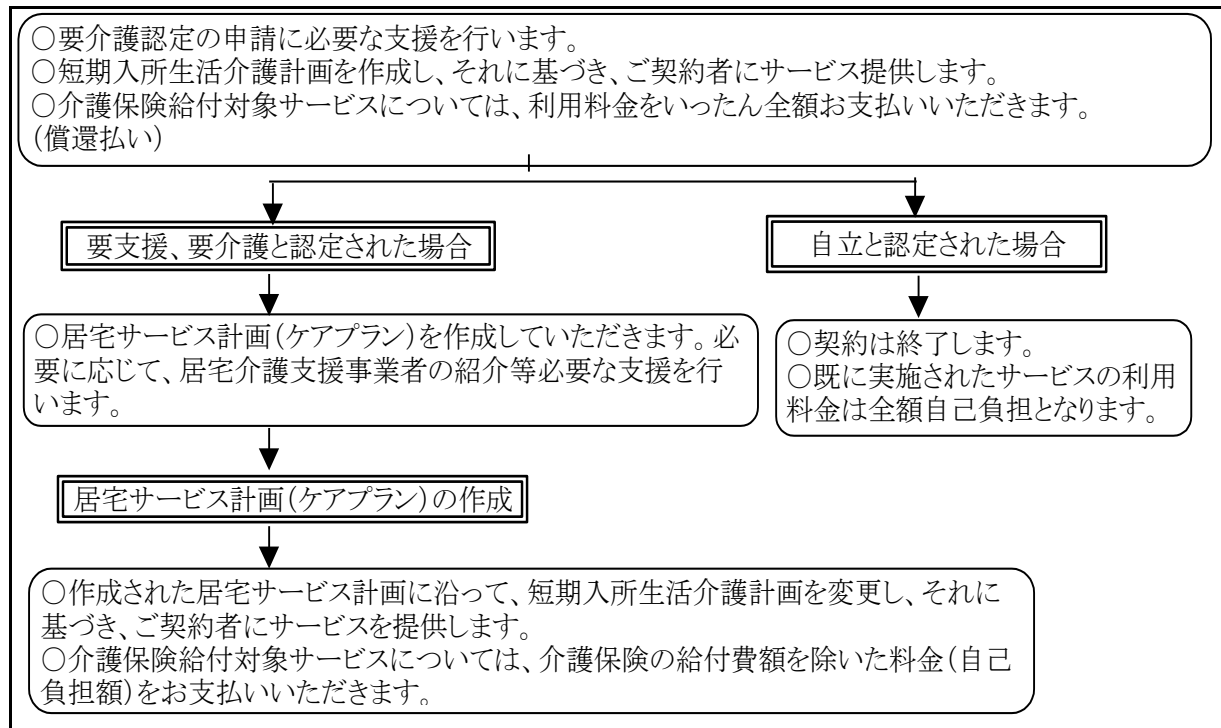 ○要介護認定の申請に必要な支援を行います。
○短期入所生活介護計画を作成し、それに基づき、ご契約者にサービス提供します。
○介護保険給付対象サービスについては、利用料金をいったん全額お支払いいただきます。
(償還払い)
要支援、要介護と認定された場合
自立と認定された場合
○居宅サービス計画(ケアプラン)を作成していただきます。必
要に応じて、居宅介護支援事業者の紹介等必要な支援を行
います。
○契約は終了します。
○既に実施されたサービスの利用
料金は全額自己負担となります。
居宅サービス計画(ケアプラン)の作成
○作成された居宅サービス計画に沿って、短期入所生活介護計画を変更し、それに
基づき、ご契約者にサービスを提供します。
○介護保険給付対象サービスについては、介護保険の給付費額を除いた料金(自己
負担額)をお支払いいただきます。